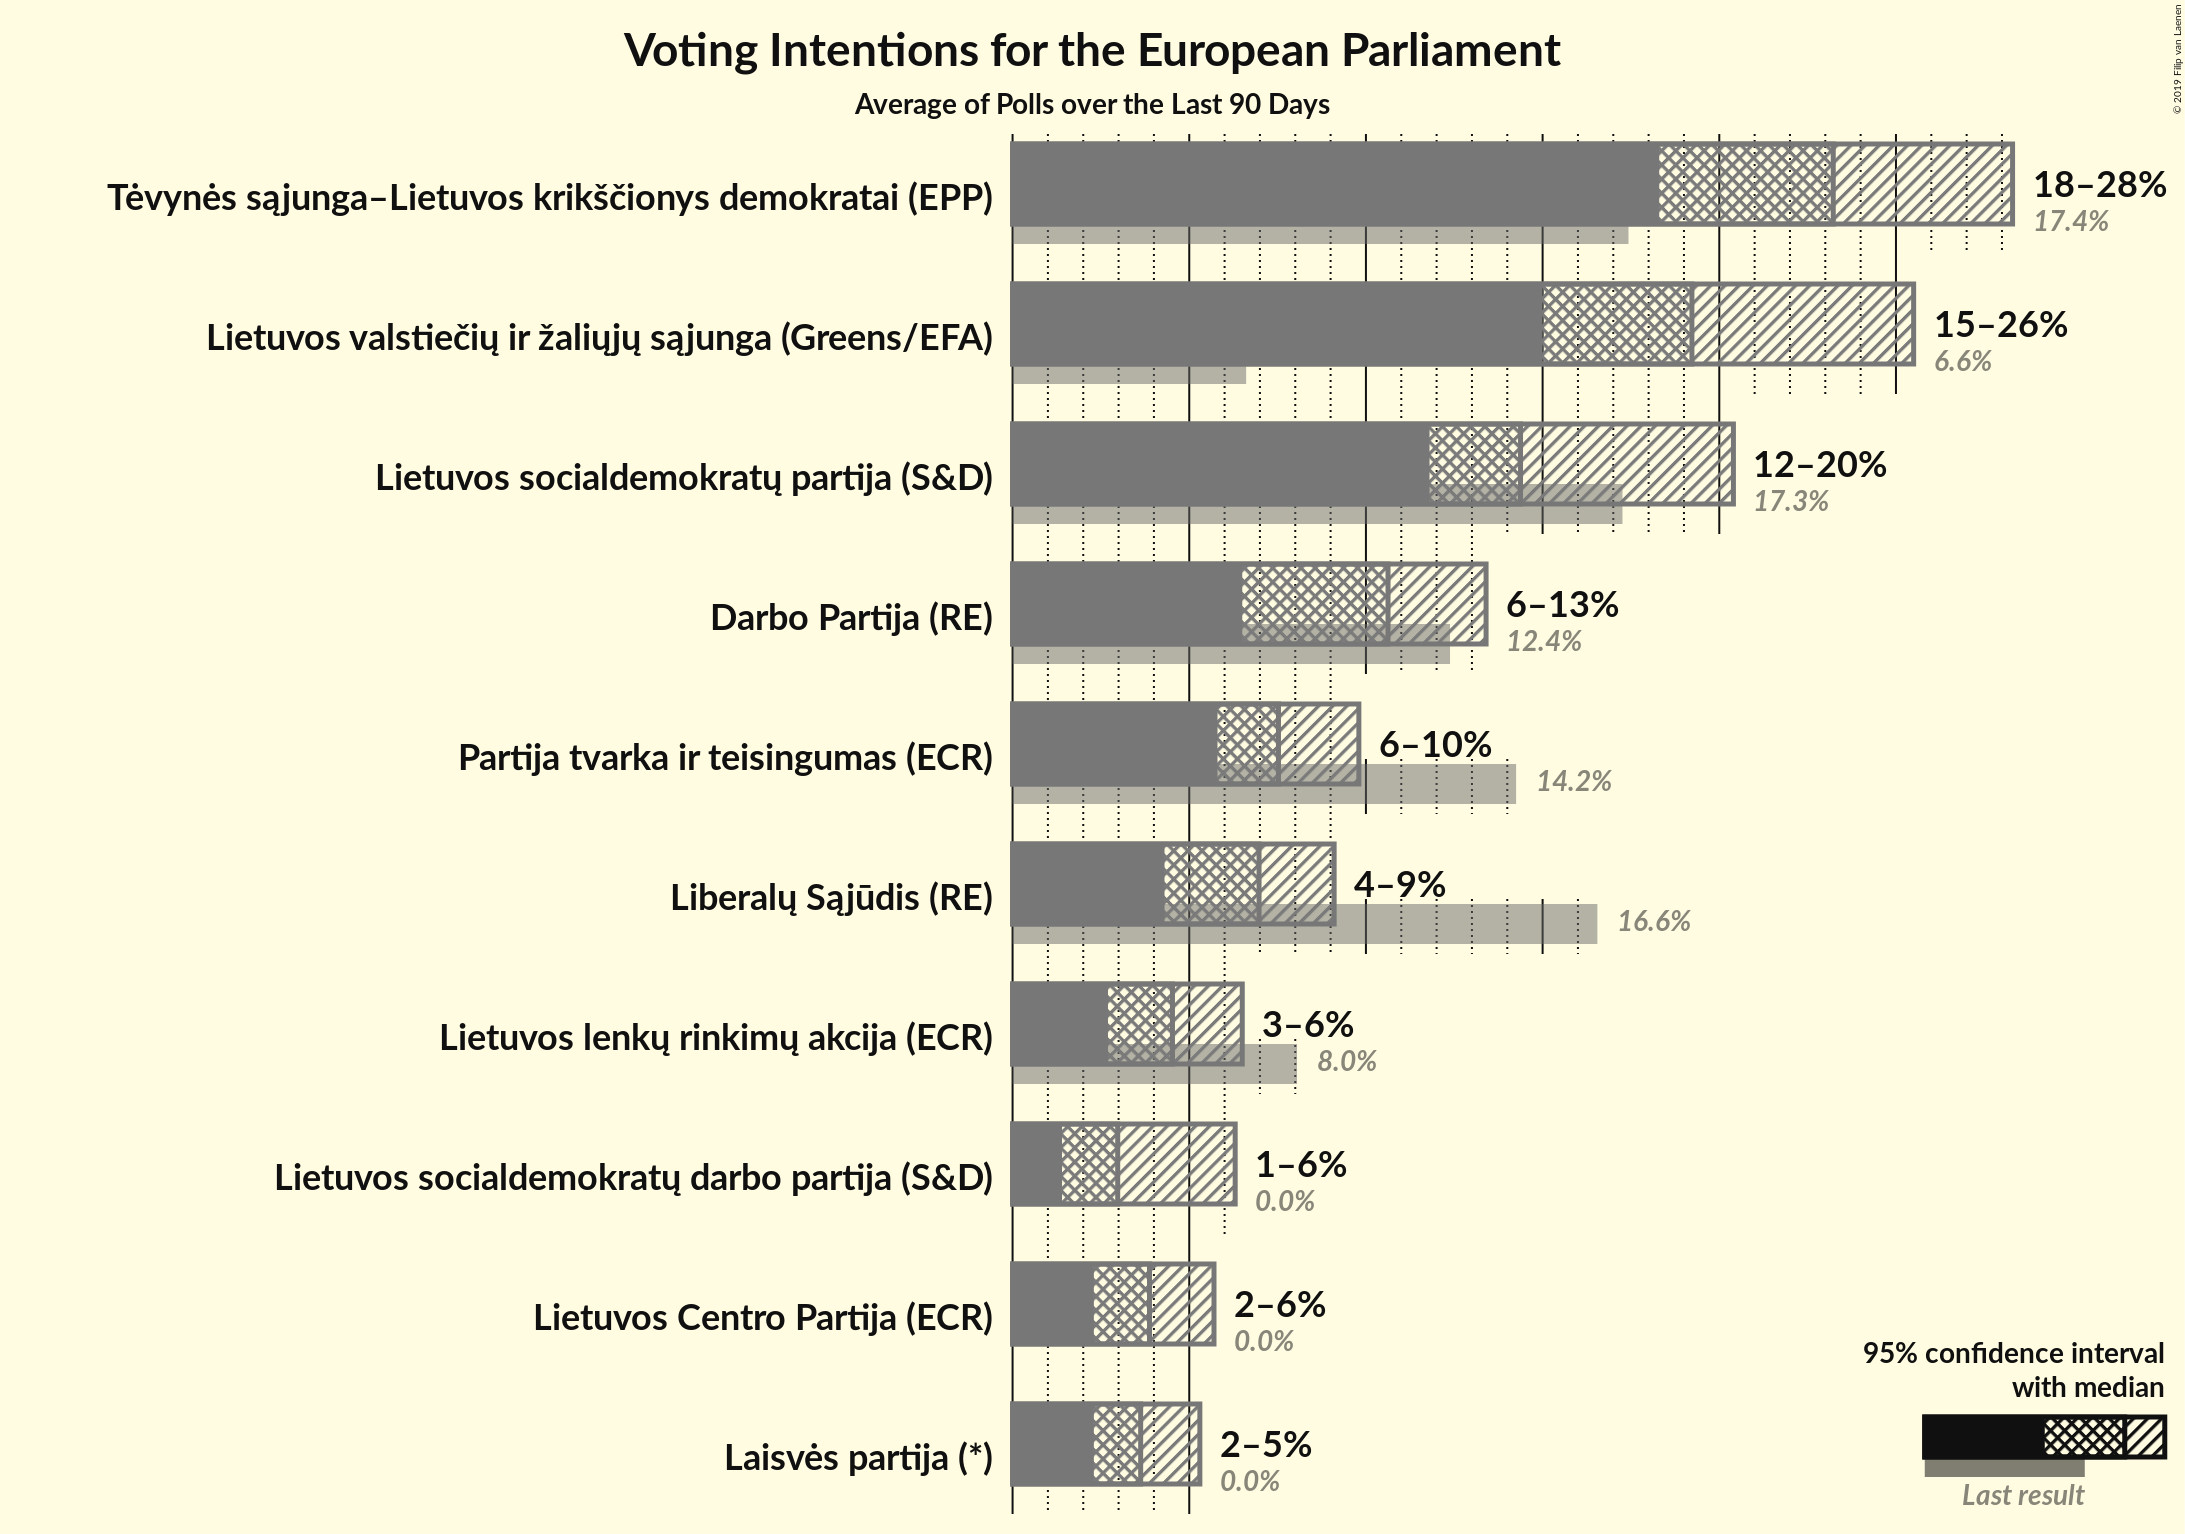 Voting Intentions for the European Parliament
Average of Polls over the Last 90 Days
© 2019 Filip van Laenen
Tėvynės sąjunga–Lietuvos krikščionys demokratai (EPP)
18–28%
17.4%
Lietuvos valstiečių ir žaliųjų sąjunga (Greens/EFA)
15–26%
6.6%
Lietuvos socialdemokratų partija (S&D)
12–20%
17.3%
Darbo Partija (RE)
6–13%
12.4%
Partija tvarka ir teisingumas (ECR)
6–10%
14.2%
Liberalų Sąjūdis (RE)
4–9%
16.6%
Lietuvos lenkų rinkimų akcija (ECR)
3–6%
8.0%
Lietuvos socialdemokratų darbo partija (S&D)
1–6%
0.0%
Lietuvos Centro Partija (ECR)
2–6%
0.0%
Laisvės partija (*)
2–5%
0.0%
95% confidence interval
with median
Last result